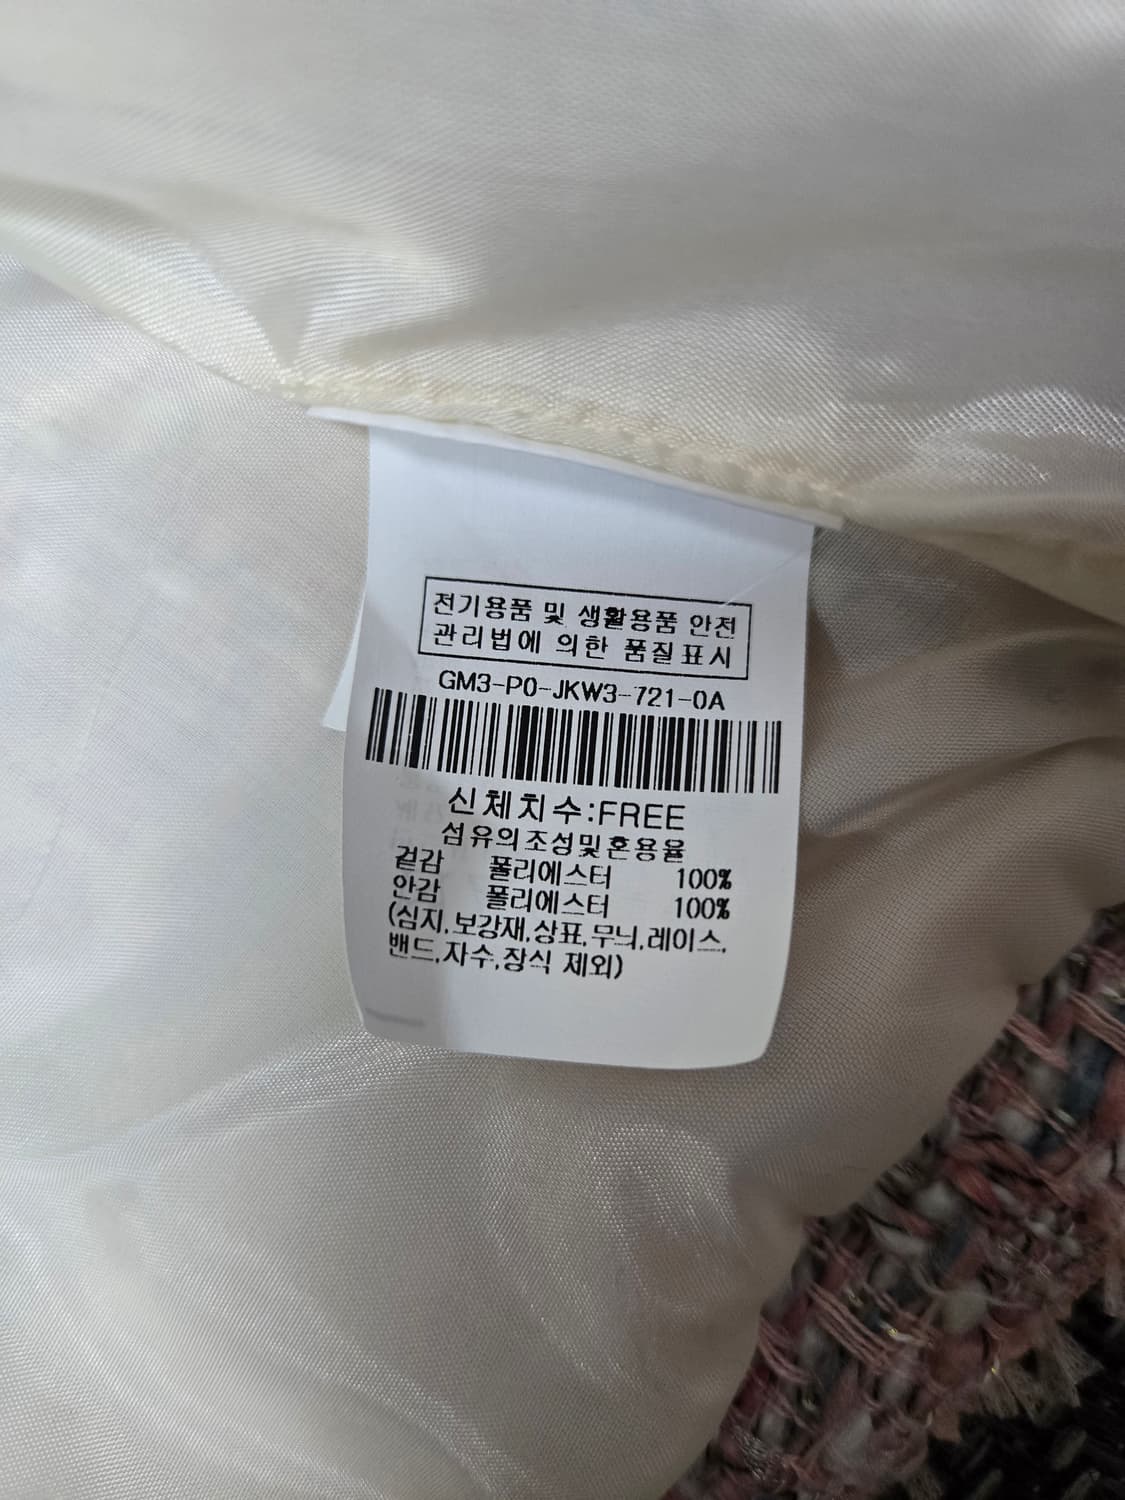 전기용품 및 생활용품 안전
관리법에 의한 품질표시
GM3-P0-JKW3-721-0A
신체치수:FREE
섬유의조성및혼용율
겉감 폴리에스터 100%
안감 폴리에스터 100%
(심지,보강재,상표,무늬,레이스,
밴드,자수,장식 제외)